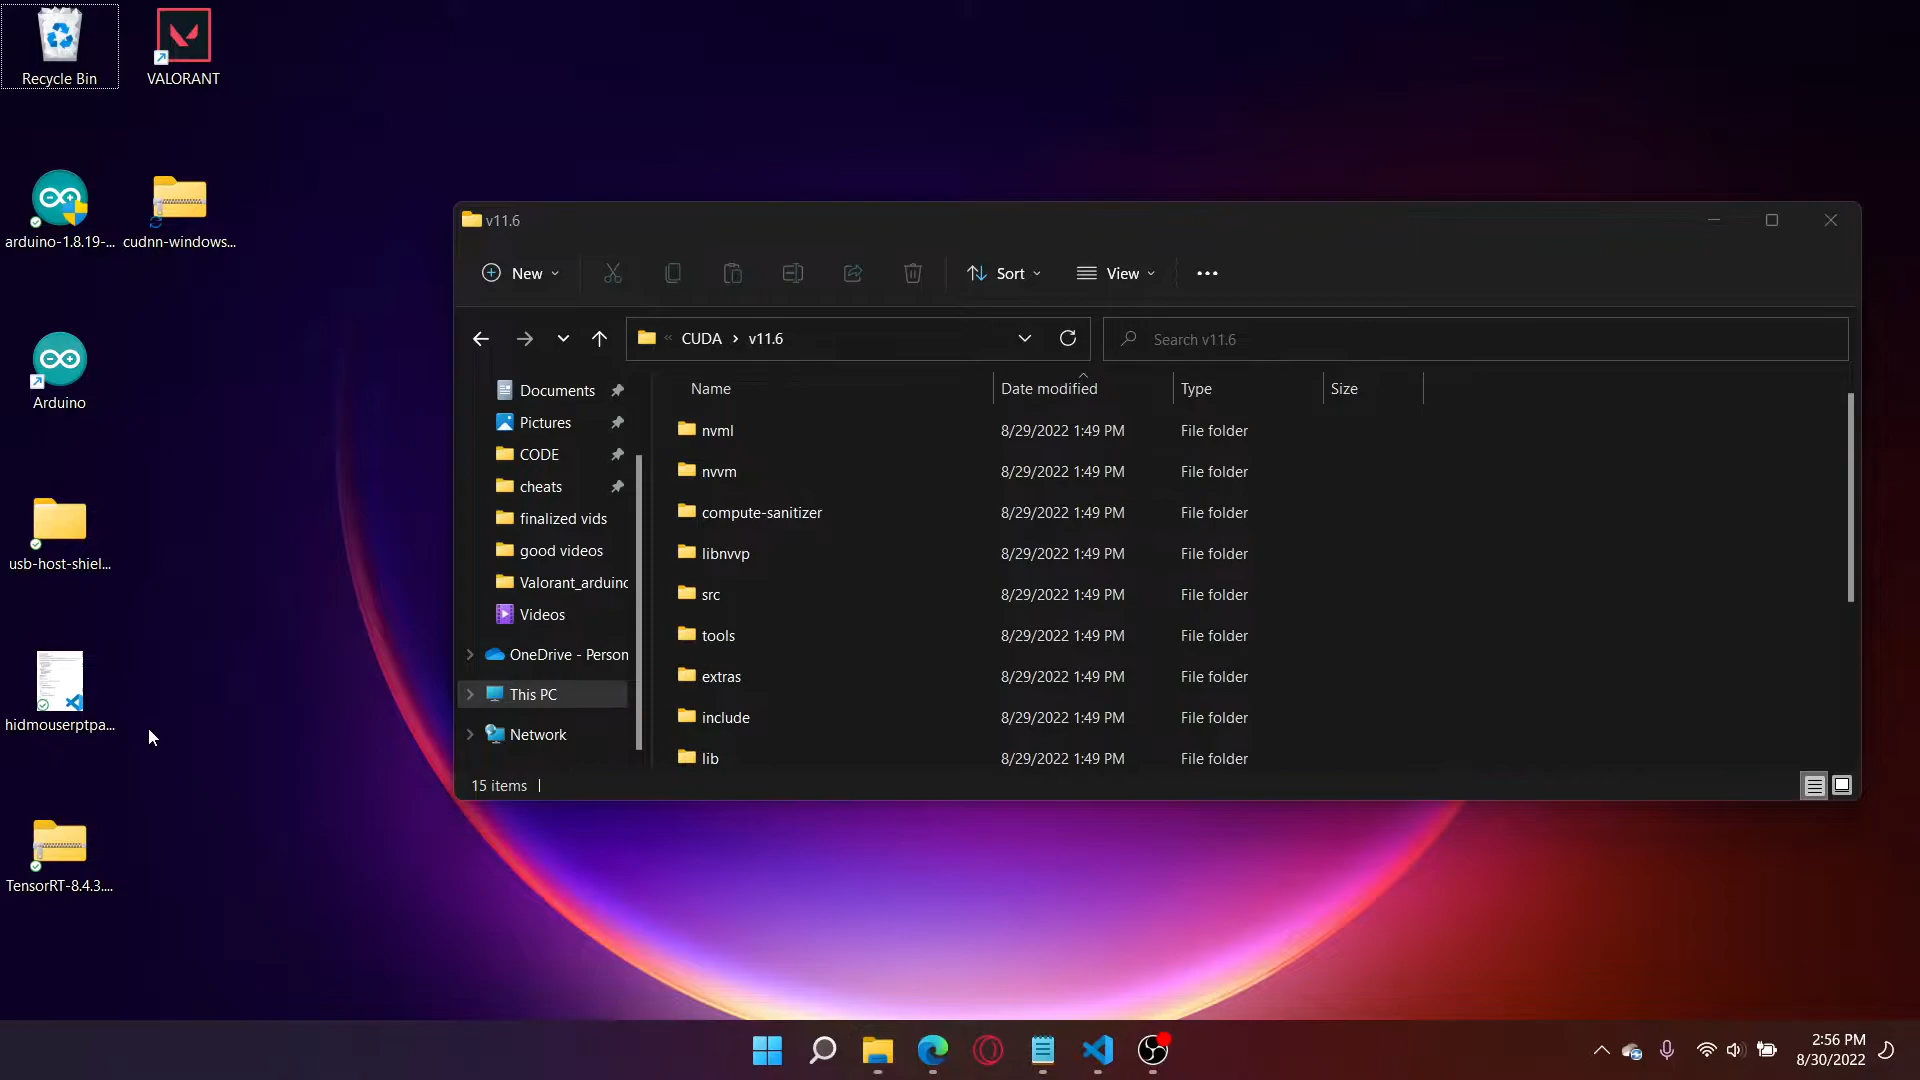 Recycle Bin
VALORANT
arduino-1.8.19-...
cudnn-windows...
Arduino
usb-host-shiel...
hidmouserptpa...
TensorRT-8.4.3....
v11.6
New
Sort
View
CUDA
v11.6
Search v11.6
Name
Date modified
Type
Size
Documents
Pictures
CODE
cheats
finalized vids
good videos
Valorant_arduino
Videos
OneDrive - Person
This PC
Network
nvml 8/29/2022 1:49 PM File folder
nvvm 8/29/2022 1:49 PM File folder
compute-sanitizer 8/29/2022 1:49 PM File folder
libnvvp 8/29/2022 1:49 PM File folder
src 8/29/2022 1:49 PM File folder
tools 8/29/2022 1:49 PM File folder
extras 8/29/2022 1:49 PM File folder
include 8/29/2022 1:49 PM File folder
lib 8/29/2022 1:49 PM File folder
15 items
2:56 PM
8/30/2022